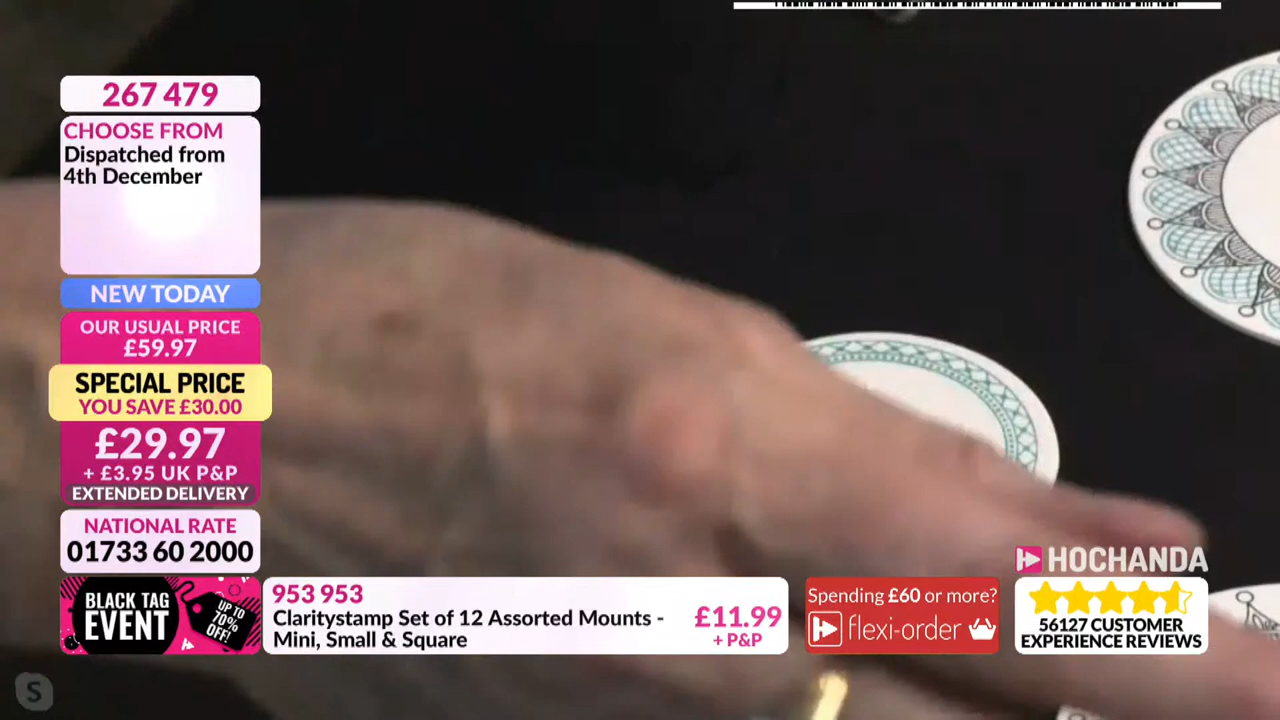 267 479
CHOOSE FROM
Dispatched from
4th December
NEW TODAY
OUR USUAL PRICE
£59.97
SPECIAL PRICE
YOU SAVE £30.00
£29.97
+ £3.95 UK P&P
EXTENDED DELIVERY
NATIONAL RATE
01733 60 2000
BLACK TAG
EVENT
UP TO
70%
OFF!
953 953
Claritystamp Set of 12 Assorted Mounts -
Mini, Small & Square
£11.99
+ P&P
Spending £60 or more?
flexi-order
HOCHANDA
56127 CUSTOMER
EXPERIENCE REVIEWS
S